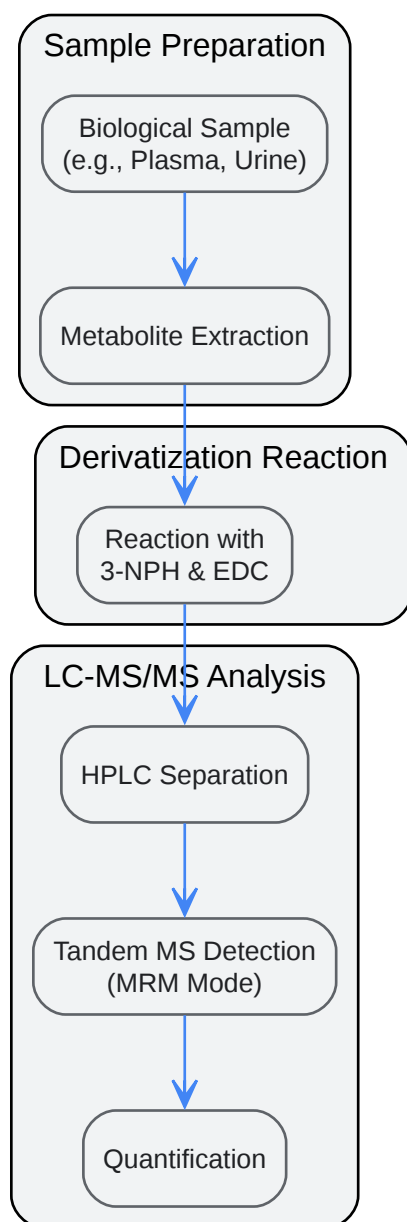 Sample Preparation
Biological Sample
(e.g., Plasma, Urine)
Metabolite Extraction
Derivatization Reaction
Reaction with
3-NPH & EDC
LC-MS/MS Analysis
HPLC Separation
Tandem MS Detection
(MRM Mode)
Quantification